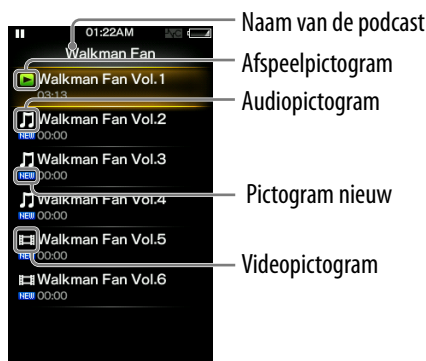 01:22AM
Walkman Fan
Walkman Fan Vol.1
03:13
Walkman Fan Vol.2
NEW 00:00
Walkman Fan Vol.3
NEW 00:00
Walkman Fan Vol.4
NEW 00:00
Walkman Fan Vol.5
NEW 00:00
Walkman Fan Vol.6
NEW 00:00
Naam van de podcast
Afspeelpictogram
Audiopictogram
Pictogram nieuw
Videopictogram